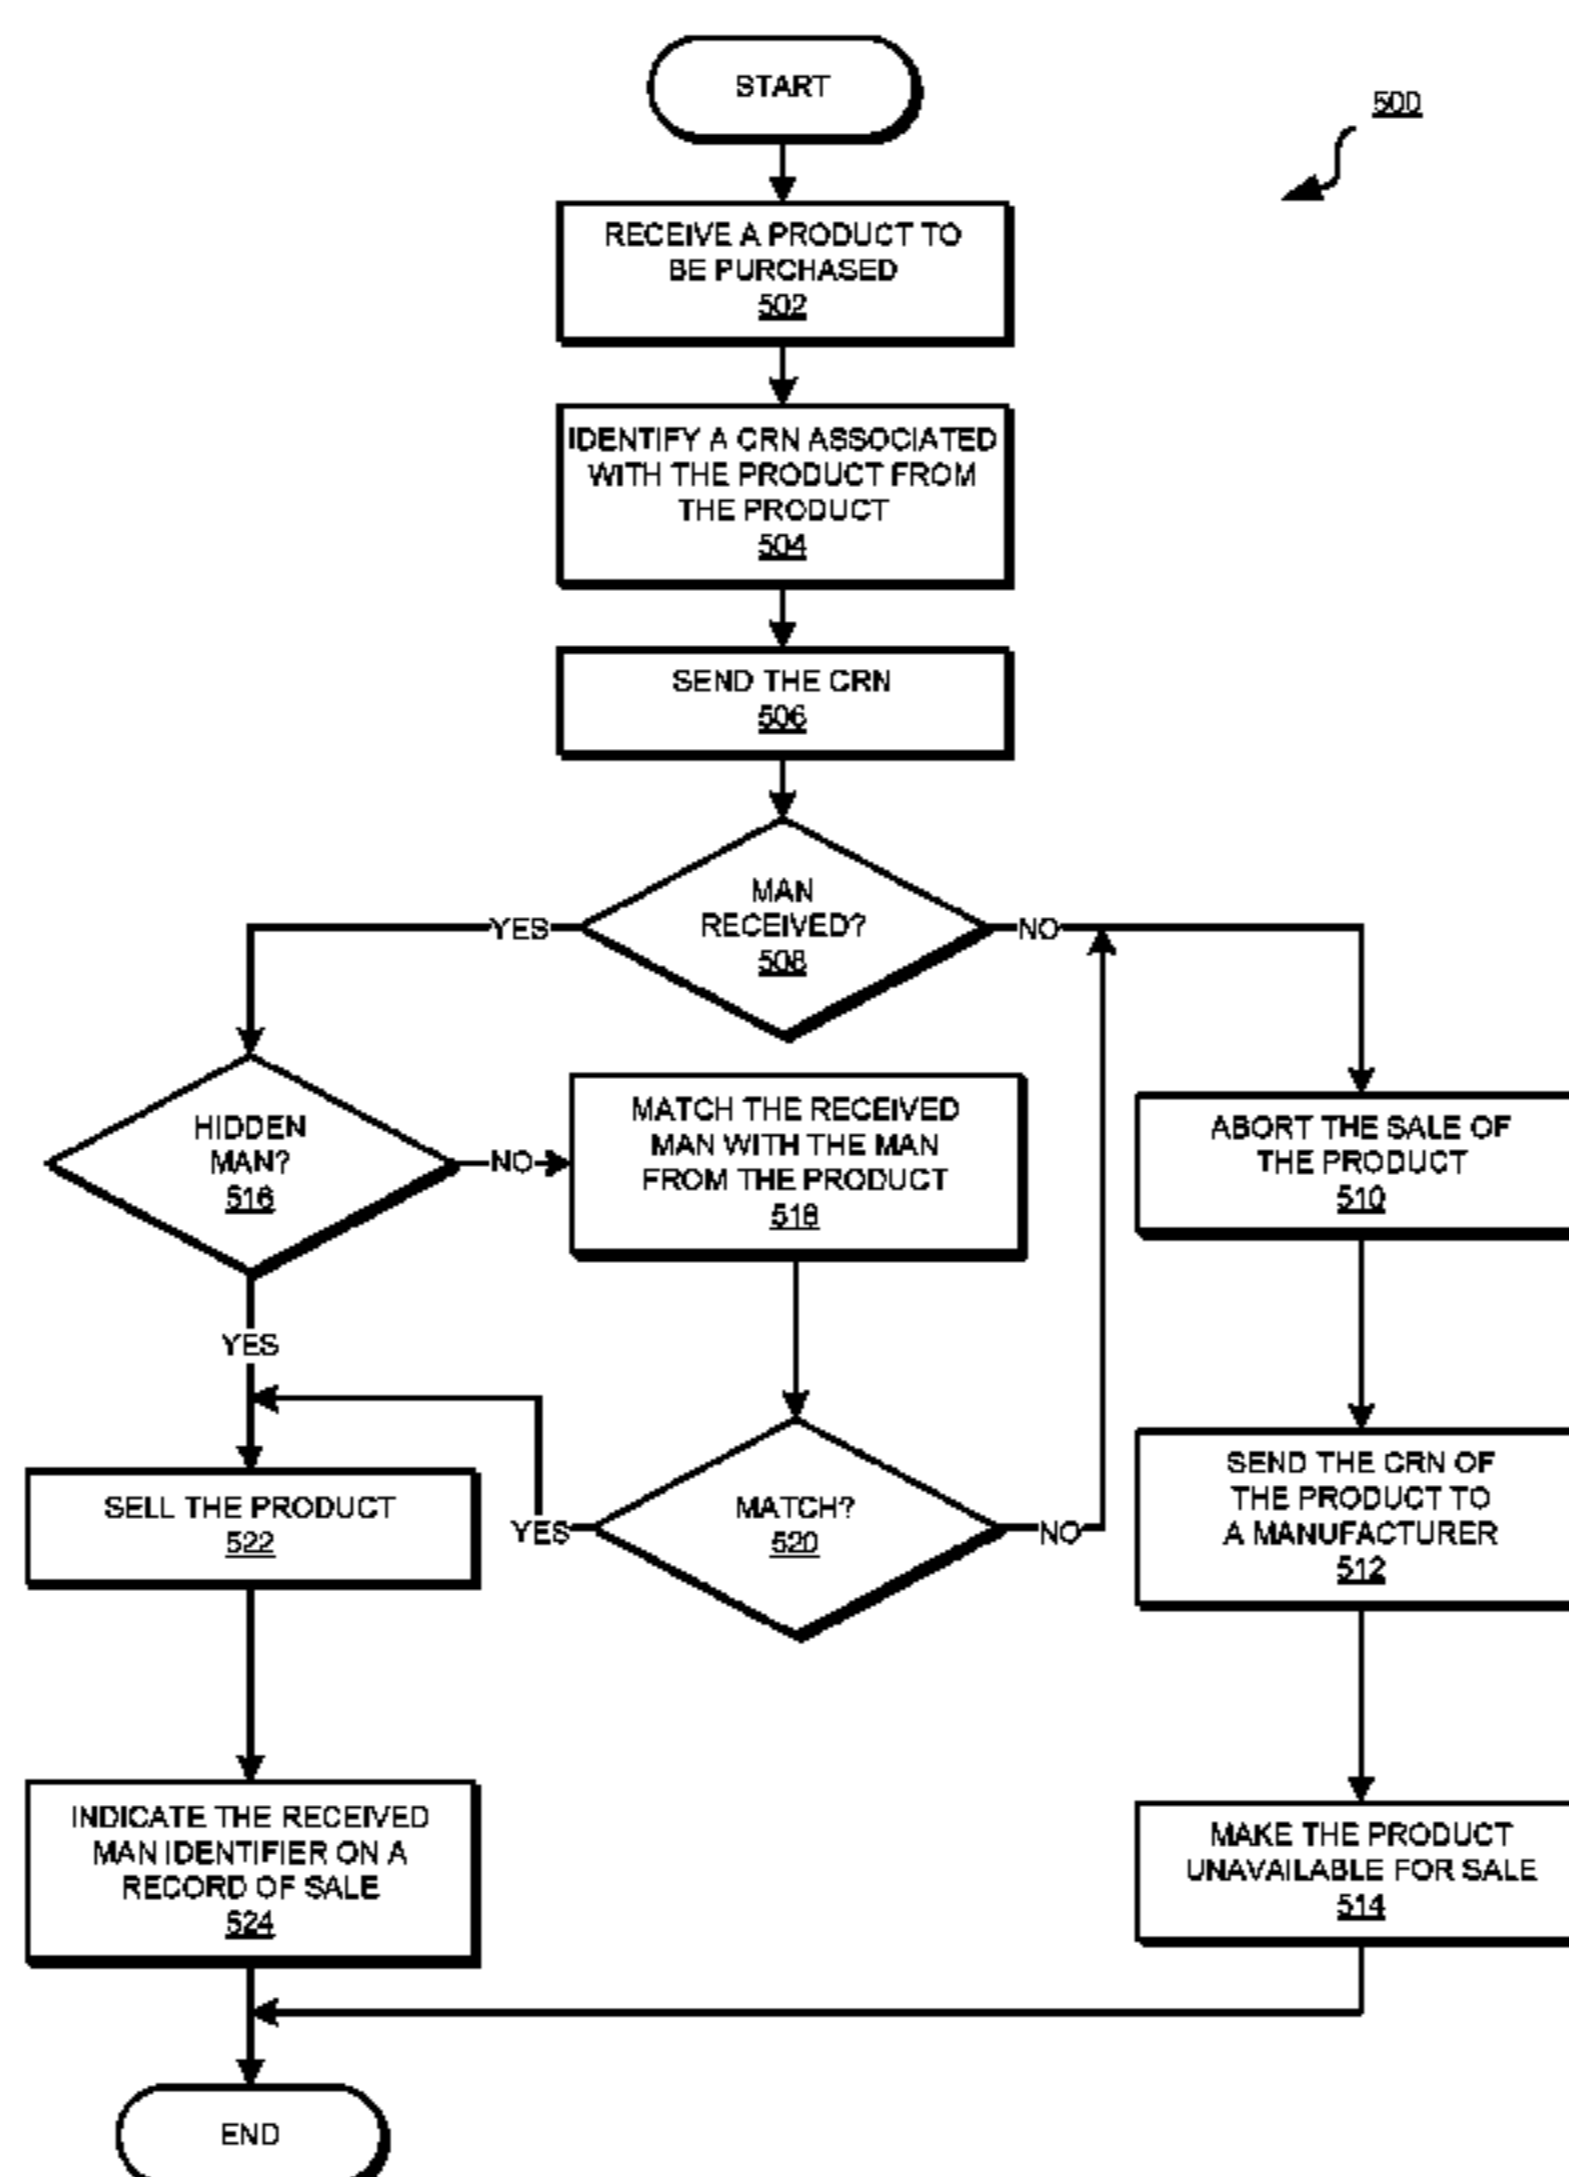 START
500
RECEIVE A PRODUCT TO
BE PURCHASED
502
IDENTIFY A CRN ASSOCIATED
WITH THE PRODUCT FROM
THE PRODUCT
504
SEND THE CRN
506
MAN
RECEIVED?
508
YES
NO
HIDDEN
MAN?
516
NO
MATCH THE RECEIVED
MAN WITH THE MAN
FROM THE PRODUCT
518
ABORT THE SALE OF
THE PRODUCT
510
YES
SELL THE PRODUCT
522
YES
MATCH?
520
NO
SEND THE CRN OF
THE PRODUCT TO
A MANUFACTURER
512
INDICATE THE RECEIVED
MAN IDENTIFIER ON A
RECORD OF SALE
524
MAKE THE PRODUCT
UNAVAILABLE FOR SALE
514
END